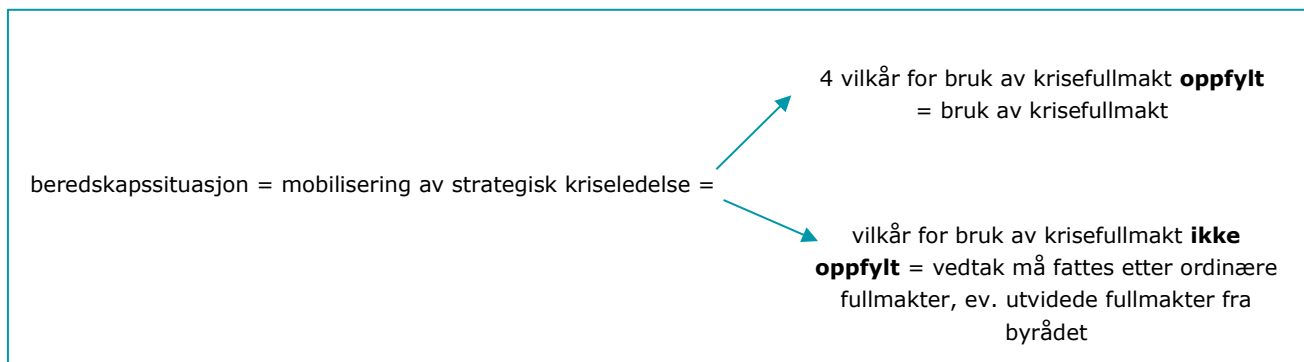 4 vilkår for bruk av krisefullmakt oppfylt
= bruk av krisefullmakt
beredskapssituasjon = mobilisering av strategisk kriseledelse =
vilkår for bruk av krisefullmakt ikke
oppfylt = vedtak må fattes etter ordinære
fullmakter, ev. utvidede fullmakter fra
byrådet